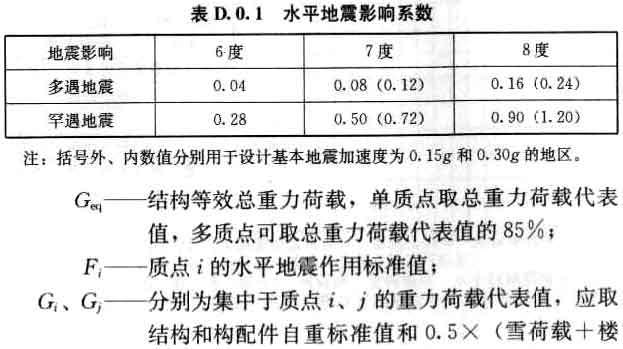 表 D.0.1 水平地震影响系数
地震影响 6度 7度 8度
多遇地震 0.04 0.08 (0.12) 0.16 (0.24)
罕遇地震 0.28 0.50 (0.72) 0.90 (1.20)
注：括号外、内数值分别用于设计基本地震加速度为 0.15g 和 0.30g 的地区。
Geq——结构等效总重力荷载，单质点取总重力荷载代表
值，多质点可取总重力荷载代表值的 85%；
Fi——质点 i 的水平地震作用标准值；
Gi、Gj——分别为集中于质点 i、j 的重力荷载代表值，应取
结构和构配件自重标准值和 0.5×（雪荷载＋楼